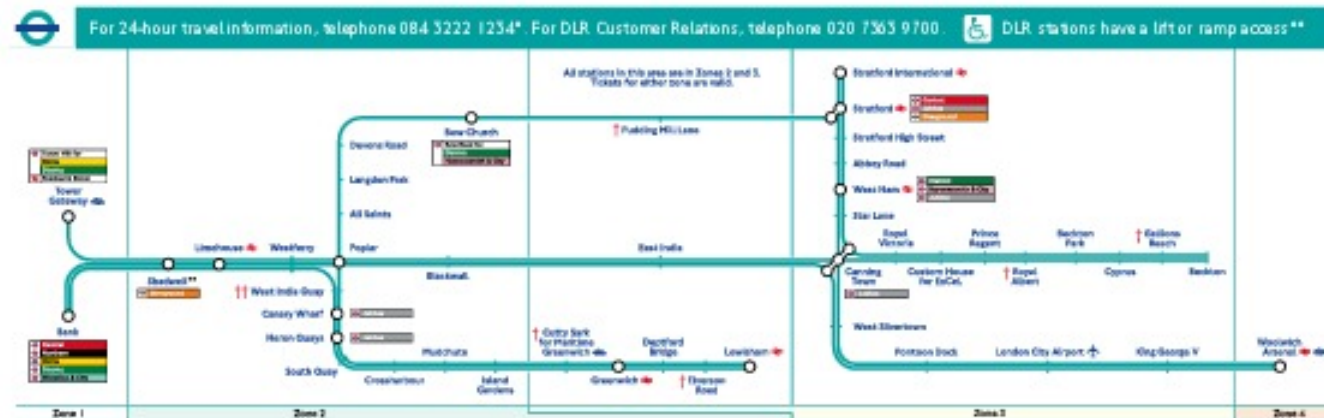 For 24-hour travel information, telephone 084 3222 1234*. For DLR Customer Relations, telephone 020 7363 9700.
DLR stations have a lift or ramp access**
All stations in this area are in Zones 2 and 3.
Tickets for either zone are valid.
Stratford International
Stratford
Bow Church
† Pudding Mill Lane
Devons Road
Stratford High Street
Abbey Road
Langdon Park
West Ham
Tower
Gateway
All Saints
Star Lane
Limehouse
Westferry
Poplar
East India
Royal
Victoria
Prince
Regent
Beckton
Park
† Gallions
Reach
Blackwall
Canning
Town
Custom House
for ExCeL
† Royal
Albert
Cyprus
Beckton
Shadwell**
†† West India Quay
Canary Wharf
Bank
Heron Quays
West Silvertown
Mudchute
† Cutty Sark
for Maritime
Greenwich
Deptford
Bridge
Lewisham
Pontoon Dock
London City Airport
King George V
Woolwich
Arsenal
South Quay
Crossharbour
Island
Gardens
Greenwich
† Elverson
Road
Zone 1
Zone 2
Zone 3
Zone 4